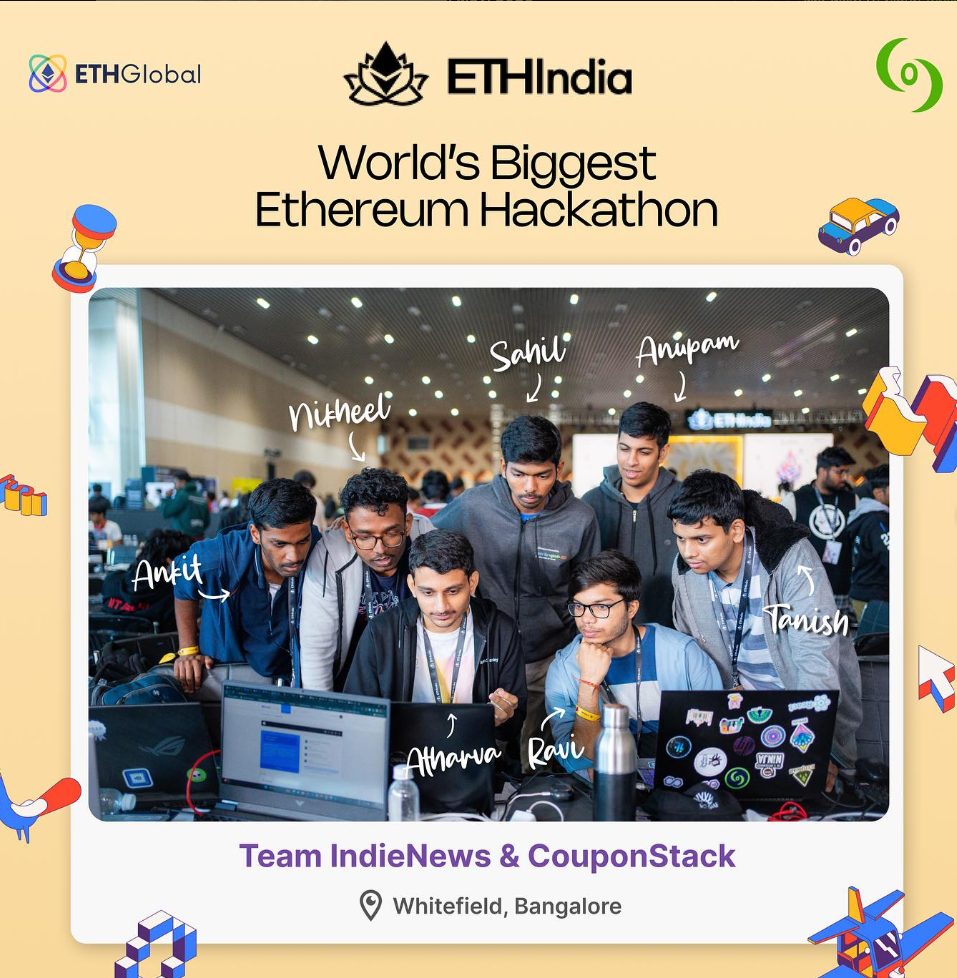 ETHGlobal
ETHIndia
World's Biggest
Ethereum Hackathon
Sahil
Anupam
Nikheel
ETHIndia
Ankit
Tanish
Atharva
Ravi
Team IndieNews & CouponStack
Whitefield, Bangalore